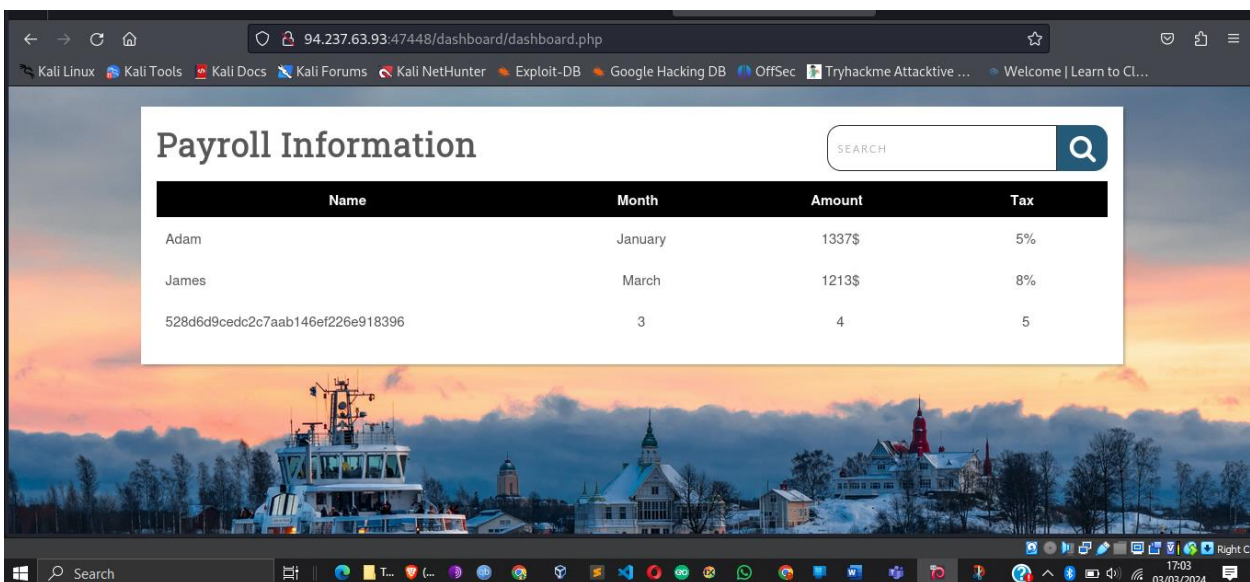 94.237.63.93:47448/dashboard/dashboard.php
Kali Linux Kali Tools Kali Docs Kali Forums Kali NetHunter Exploit-DB Google Hacking DB OffSec Tryhackme Attacktive ... Welcome | Learn to Cl...
Payroll Information
SEARCH
Name Month Amount Tax
Adam January 1337$ 5%
James March 1213$ 8%
528d6d9cedc2c7aab146ef226e918396 3 4 5
Right C
Search T... (... 17:03
03/03/2024